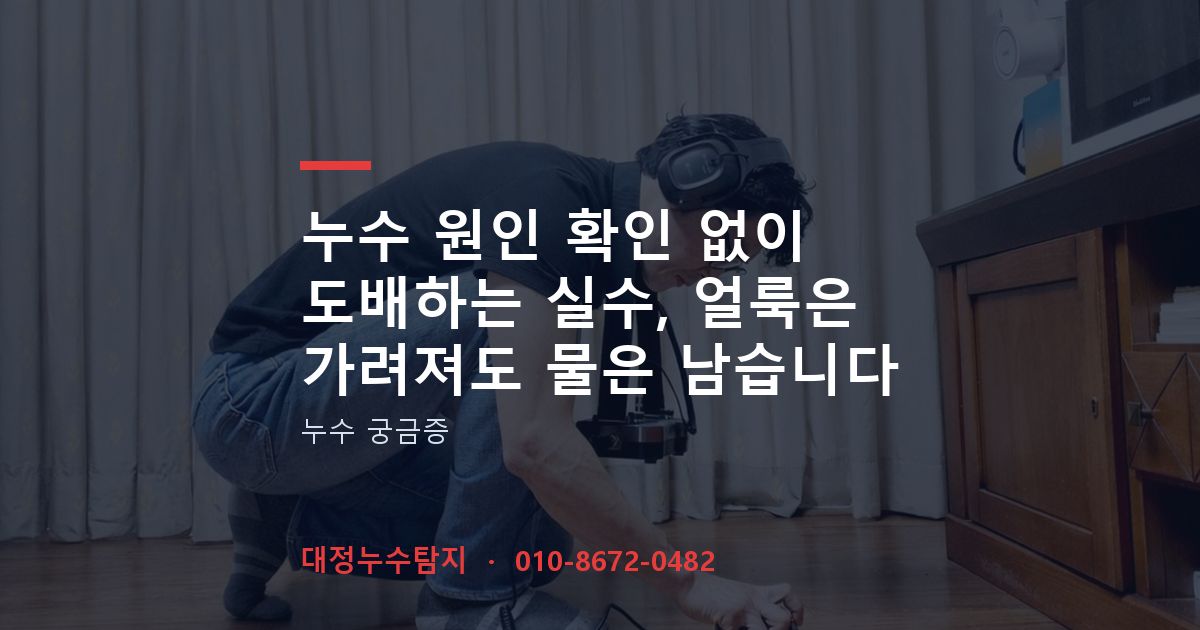 누수 원인 확인 없이
도배하는 실수, 얼룩은
가려져도 물은 남습니다
누수 궁금증
대정누수탐지 · 010-8672-0482